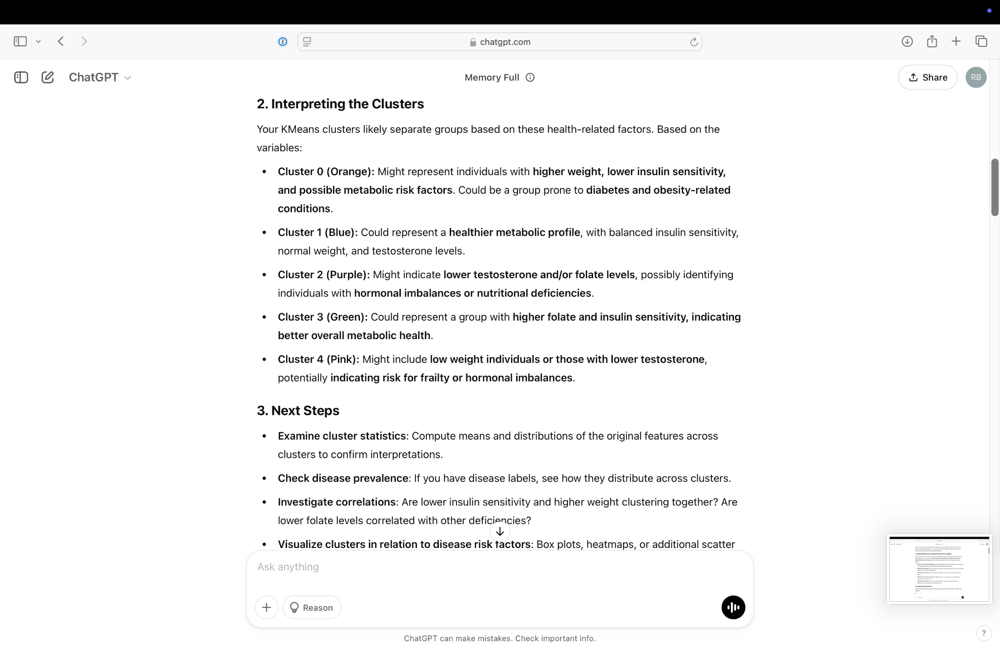 chatgpt.com
ChatGPT
Memory Full
Share
RB
2. Interpreting the Clusters
Your KMeans clusters likely separate groups based on these health-related factors. Based on the
variables:
• Cluster 0 (Orange): Might represent individuals with higher weight, lower insulin sensitivity,
and possible metabolic risk factors. Could be a group prone to diabetes and obesity-related
conditions.
• Cluster 1 (Blue): Could represent a healthier metabolic profile, with balanced insulin sensitivity,
normal weight, and testosterone levels.
• Cluster 2 (Purple): Might indicate lower testosterone and/or folate levels, possibly identifying
individuals with hormonal imbalances or nutritional deficiencies.
• Cluster 3 (Green): Could represent a group with higher folate and insulin sensitivity, indicating
better overall metabolic health.
• Cluster 4 (Pink): Might include low weight individuals or those with lower testosterone,
potentially indicating risk for frailty or hormonal imbalances.
3. Next Steps
• Examine cluster statistics: Compute means and distributions of the original features across
clusters to confirm interpretations.
• Check disease prevalence: If you have disease labels, see how they distribute across clusters.
• Investigate correlations: Are lower insulin sensitivity and higher weight clustering together? Are
lower folate levels correlated with other deficiencies?
• Visualize clusters in relation to disease risk factors: Box plots, heatmaps, or additional scatter
Ask anything
Reason
ChatGPT can make mistakes. Check important info.
?